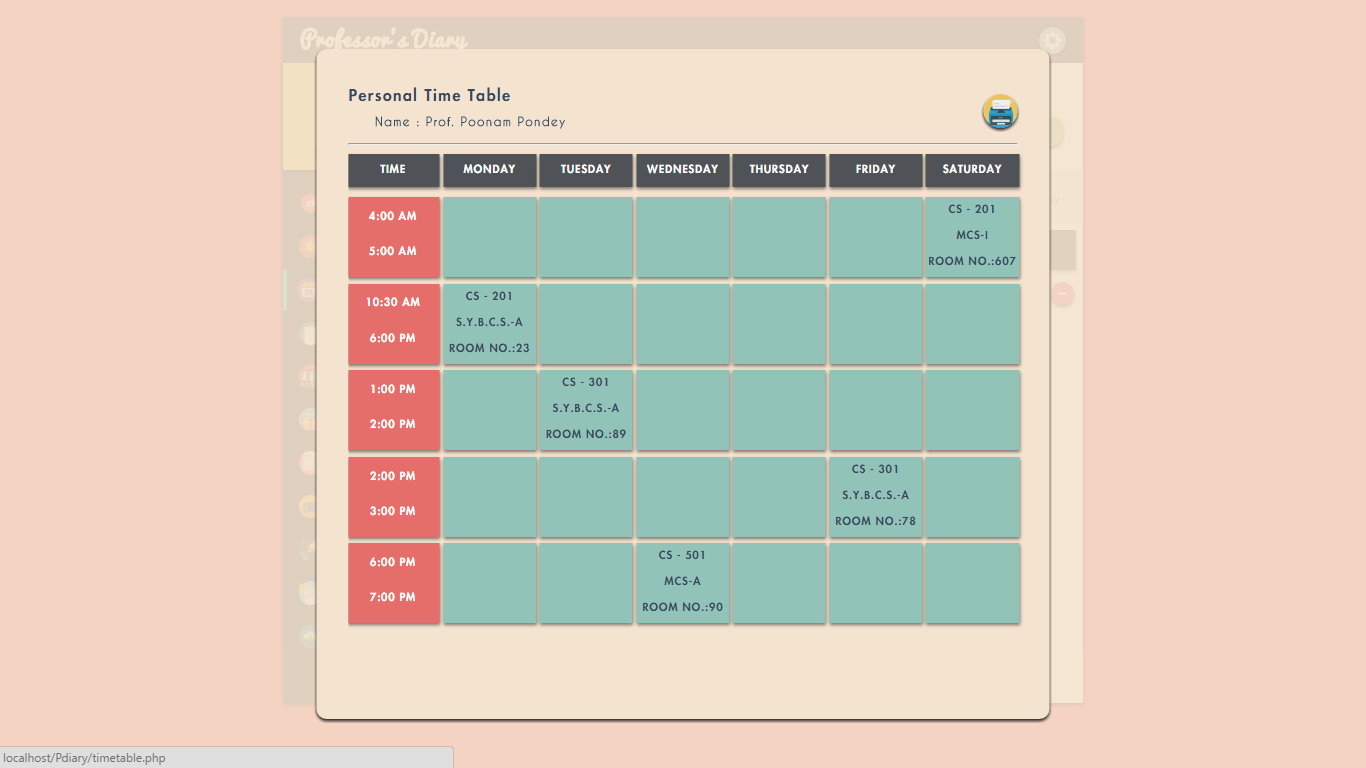 Professor's Diary
Personal Time Table
Name : Prof. Poonam Pondey
TIME MONDAY TUESDAY WEDNESDAY THURSDAY FRIDAY SATURDAY
4:00 AM
5:00 AM
CS - 201
MCS-I
ROOM NO.:607
10:30 AM
6:00 PM
CS - 201
S.Y.B.C.S.-A
ROOM NO.:23
1:00 PM
2:00 PM
CS - 301
S.Y.B.C.S.-A
ROOM NO.:89
2:00 PM
3:00 PM
CS - 301
S.Y.B.C.S.-A
ROOM NO.:78
6:00 PM
7:00 PM
CS - 501
MCS-A
ROOM NO.:90
localhost/Pdiary/timetable.php